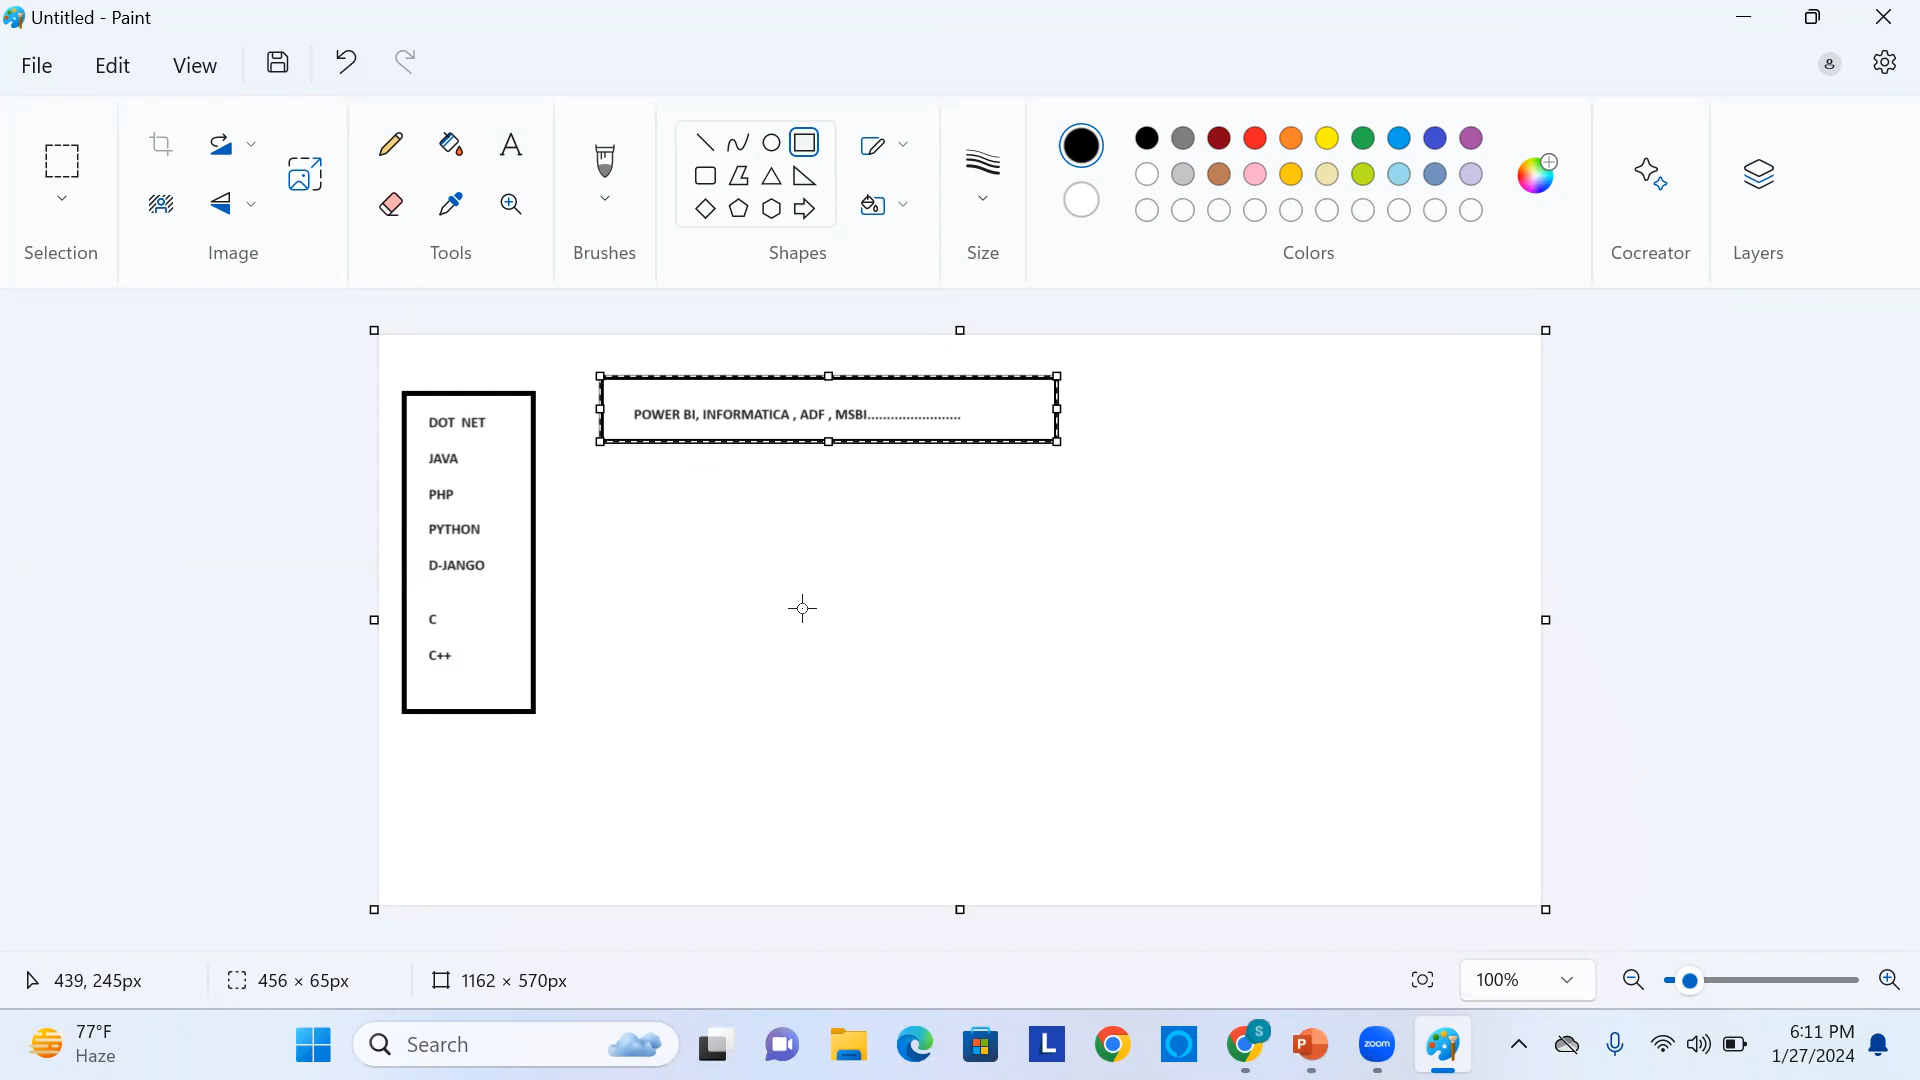 Untitled - Paint
File Edit View
Selection Image Tools Brushes Shapes Size Colors Cocreator Layers
POWER BI, INFORMATICA , ADF , MSBI........................
DOT NET
JAVA
PHP
PYTHON
D-JANGO
C
C++
439, 245px 456 × 65px 1162 × 570px 100%
77°F
Haze
Search
L
S
P
zoom
6:11 PM
1/27/2024